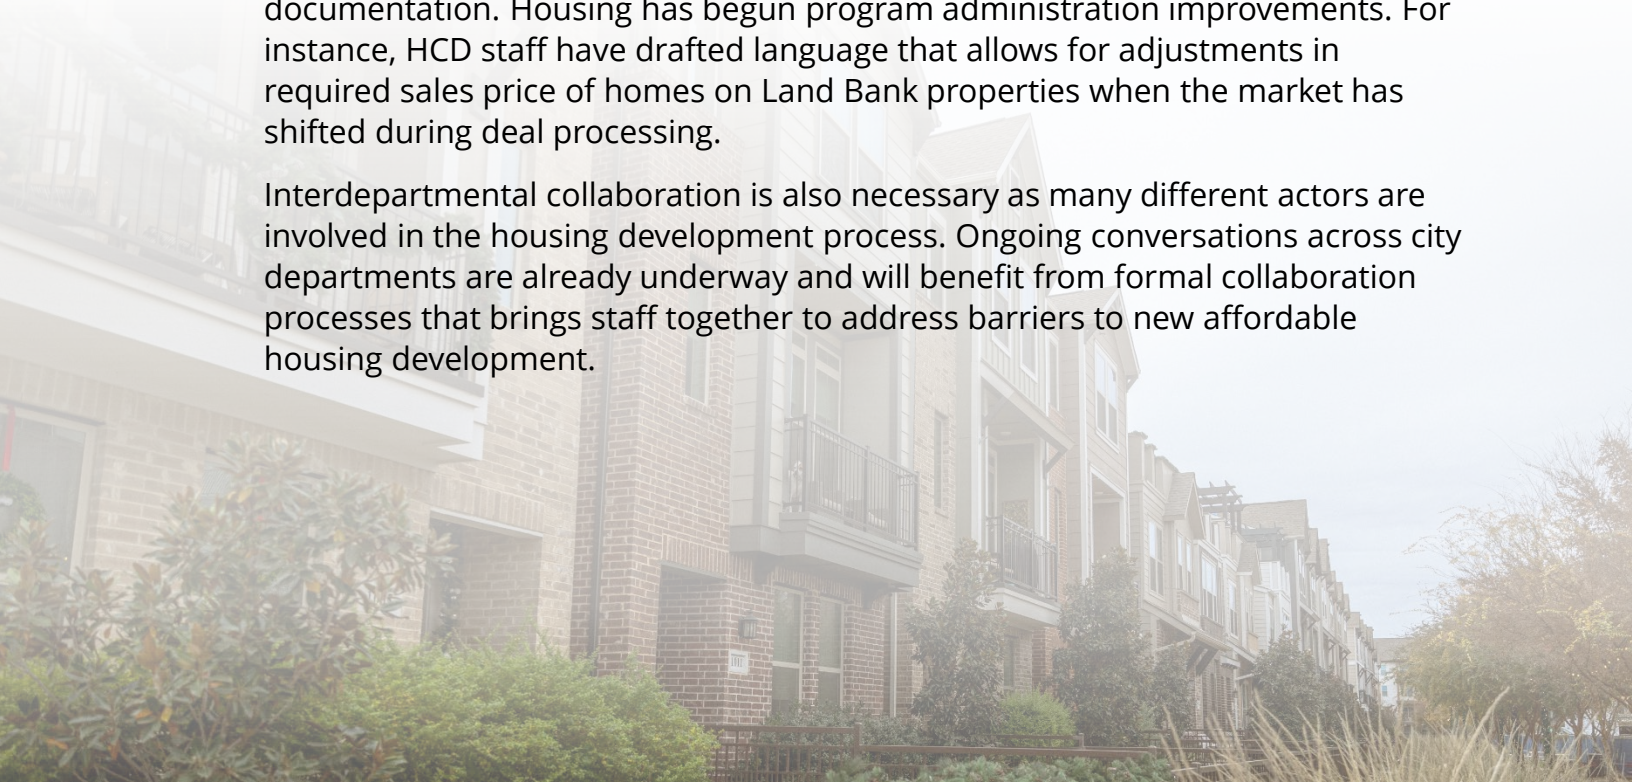 documentation. Housing has begun program administration improvements. For
instance, HCD staff have drafted language that allows for adjustments in
required sales price of homes on Land Bank properties when the market has
shifted during deal processing.
Interdepartmental collaboration is also necessary as many different actors are
involved in the housing development process. Ongoing conversations across city
departments are already underway and will benefit from formal collaboration
processes that brings staff together to address barriers to new affordable
housing development.